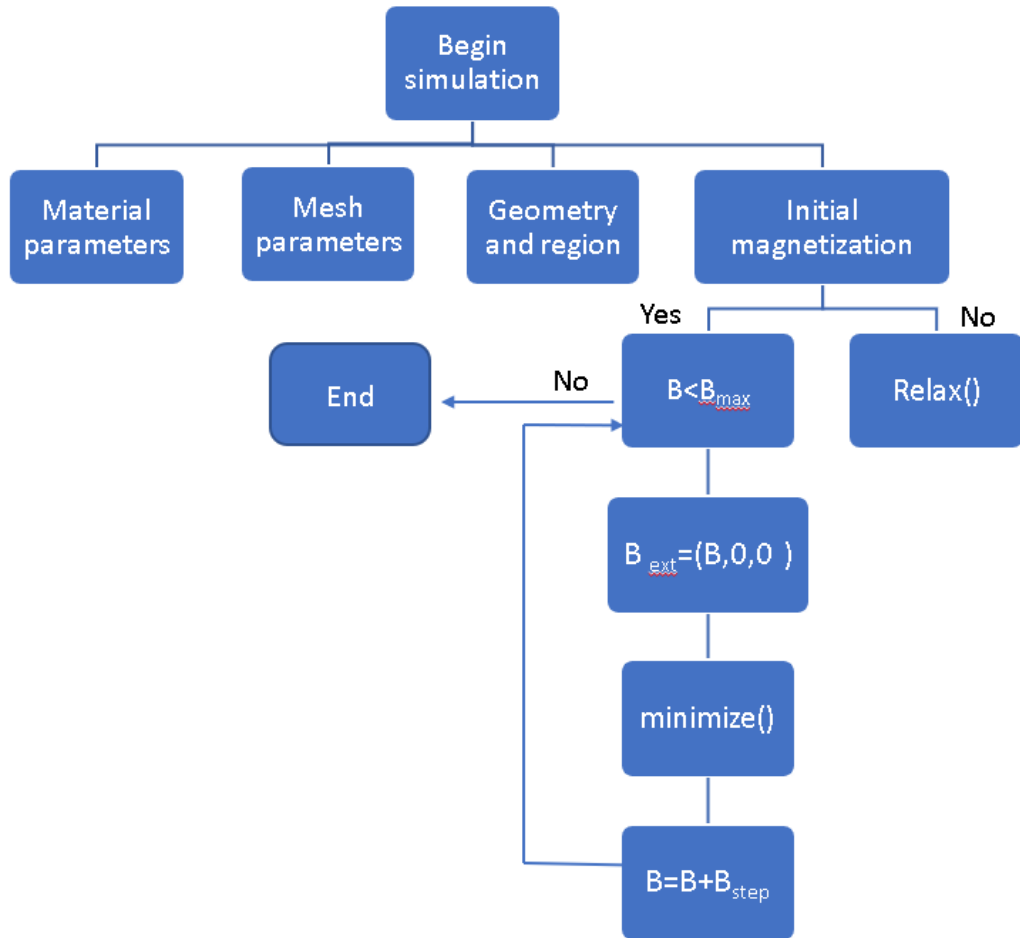 Begin
simulation
Material
parameters
Mesh
parameters
Geometry
and region
Initial
magnetization
Yes
No
End
No
B<Bmax
Relax()
B ext=(B,0,0 )
minimize()
B=B+Bstep